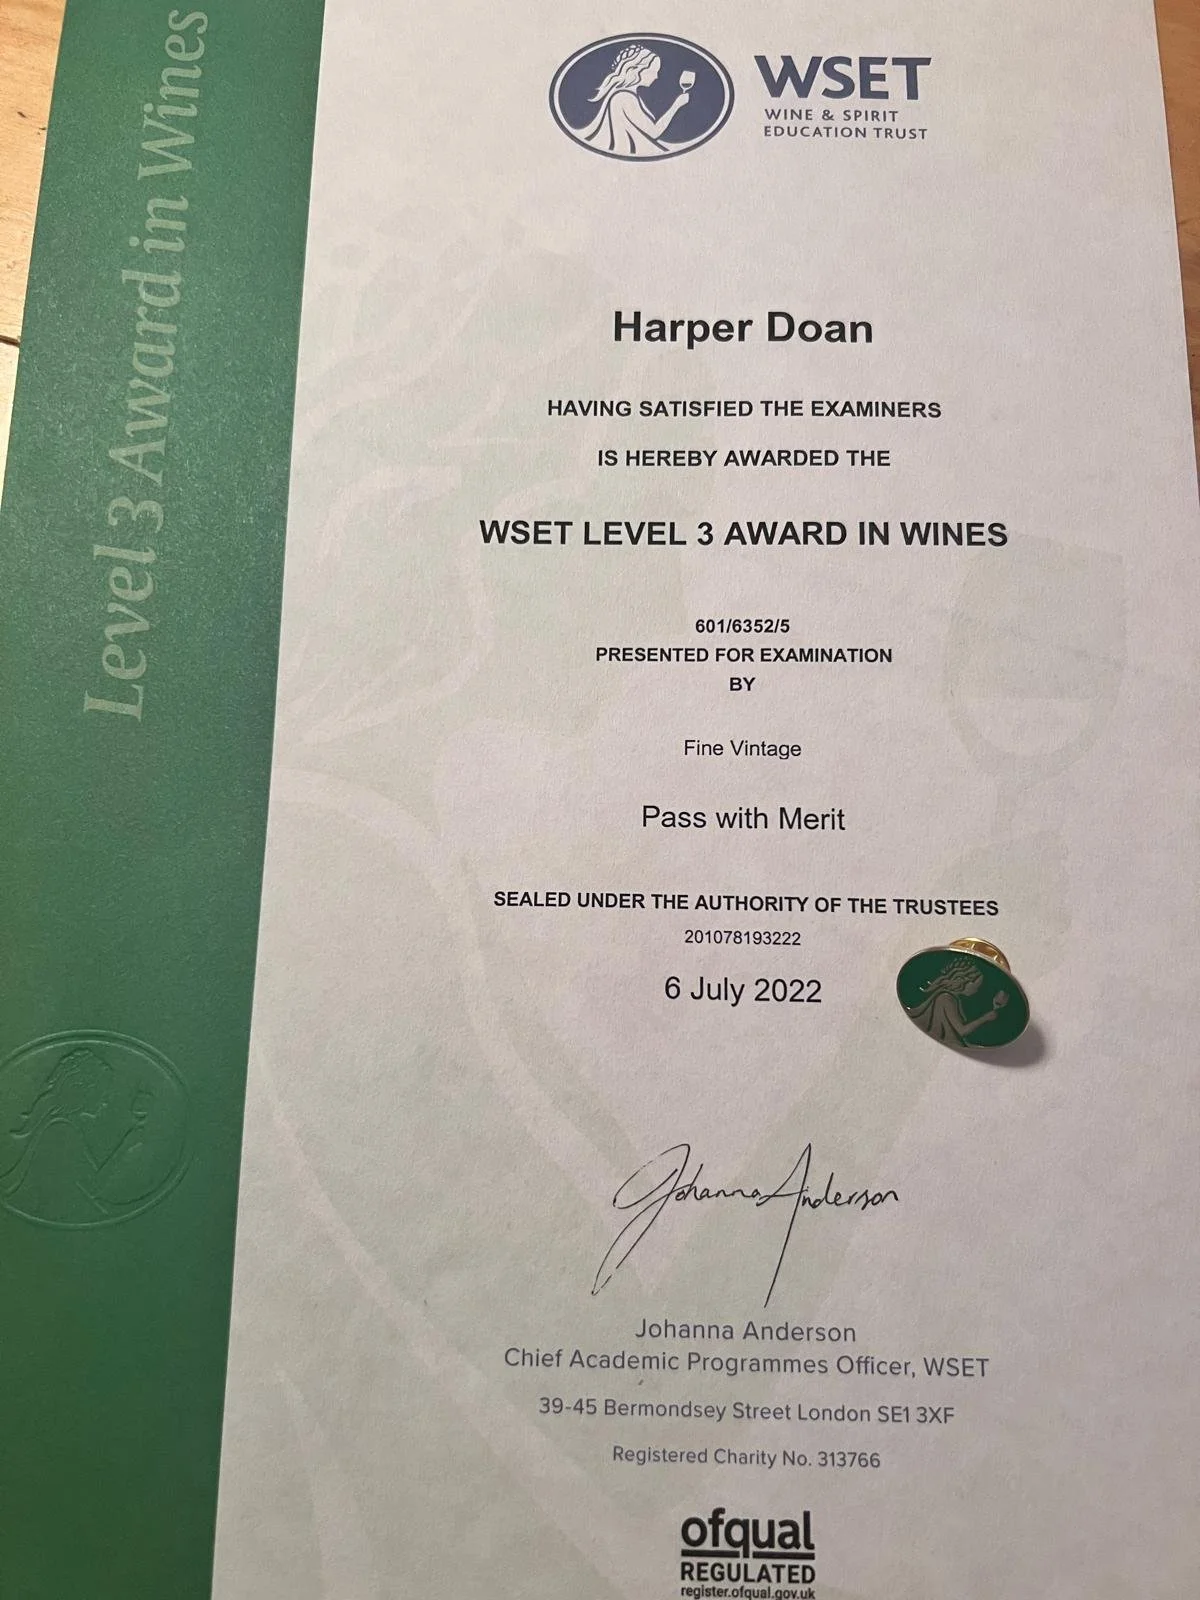 Level 3 Award in Wines
WSET
WINE & SPIRIT
EDUCATION TRUST
Harper Doan
HAVING SATISFIED THE EXAMINERS
IS HEREBY AWARDED THE
WSET LEVEL 3 AWARD IN WINES
601/6352/5
PRESENTED FOR EXAMINATION
BY
Fine Vintage
Pass with Merit
SEALED UNDER THE AUTHORITY OF THE TRUSTEES
201078193222
6 July 2022
Johanna Anderson
Johanna Anderson
Chief Academic Programmes Officer, WSET
39-45 Bermondsey Street London SE1 3XF
Registered Charity No. 313766
ofqual
REGULATED
register.ofqual.gov.uk